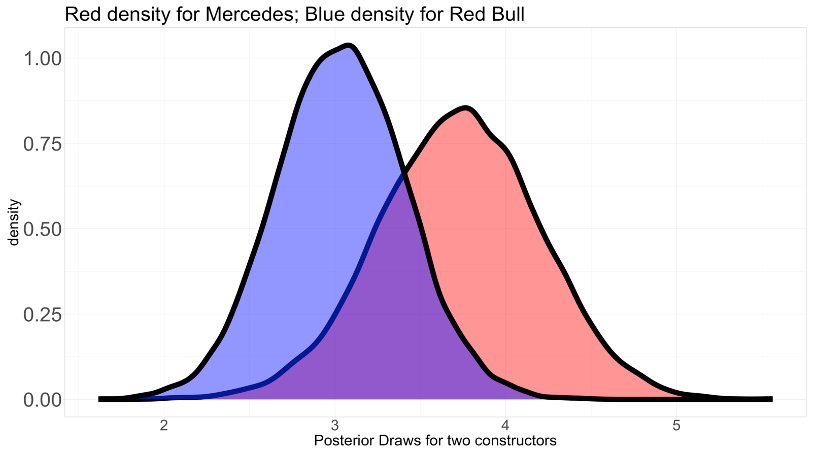 Red density for Mercedes; Blue density for Red Bull
1.00
0.75
density
0.50
0.25
0.00
2 3 4 5
Posterior Draws for two constructors